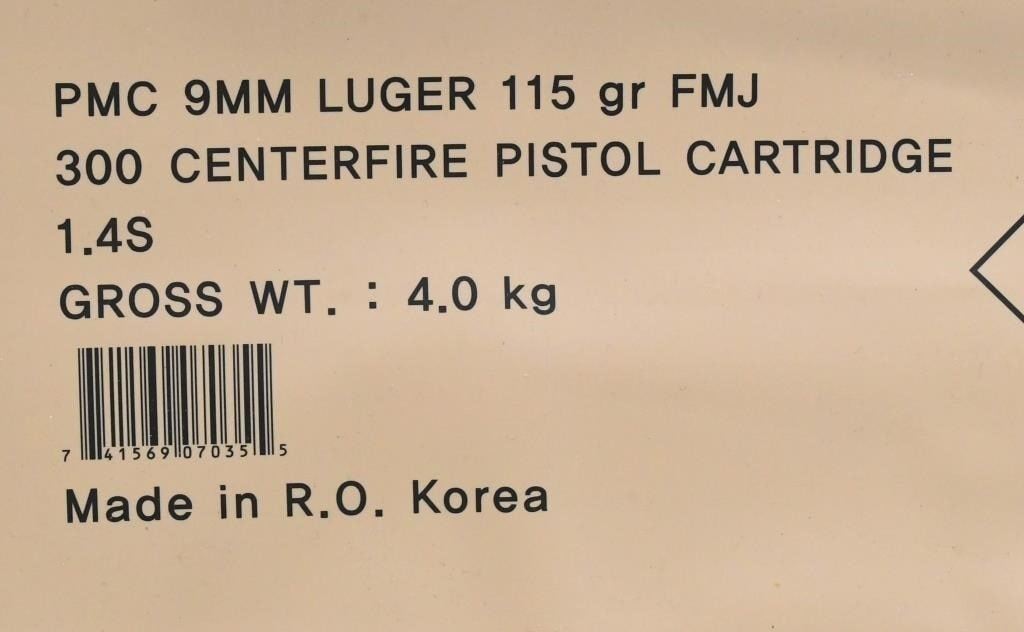 PMC 9MM LUGER 115 gr FMJ
300 CENTERFIRE PISTOL CARTRIDGE
1.4S
GROSS WT. : 4.0 kg
7 41569 07035 5
Made in R.O. Korea